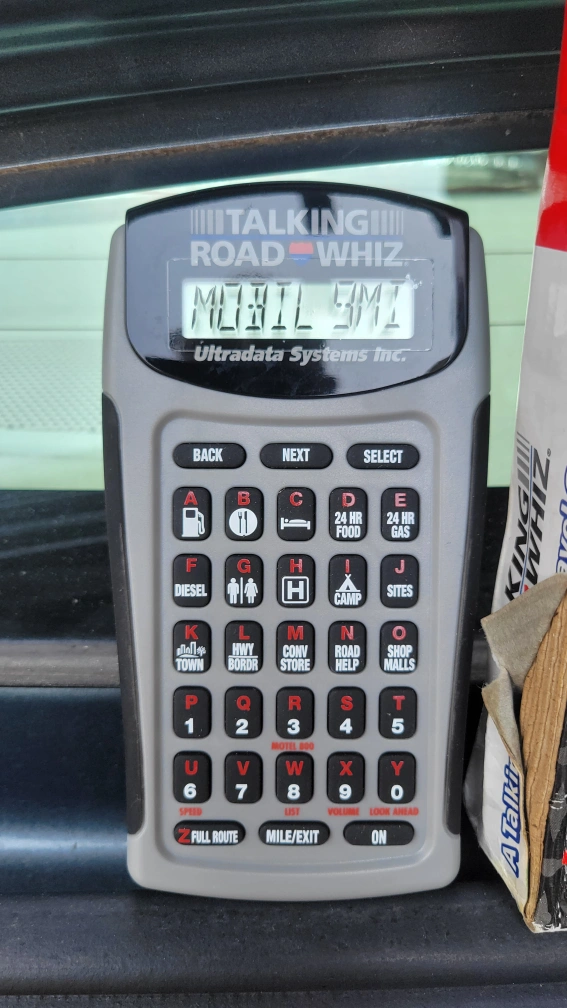 TALKING
ROAD WHIZ
MOBIL 9MI
Ultradata Systems Inc.
BACK NEXT SELECT
A B C D E
24 HR FOOD 24 HR GAS
F G H I J
DIESEL H CAMP SITES
K L M N O
TOWN HWY BORDR CONV STORE ROAD HELP SHOP MALLS
P Q R S T
1 2 3 4 5
MOTEL 800
U V W X Y
6 7 8 9 0
SPEED LIST VOLUME LOOK AHEAD
Z FULL ROUTE MILE/EXIT ON
KING
WHIZ
A Talki